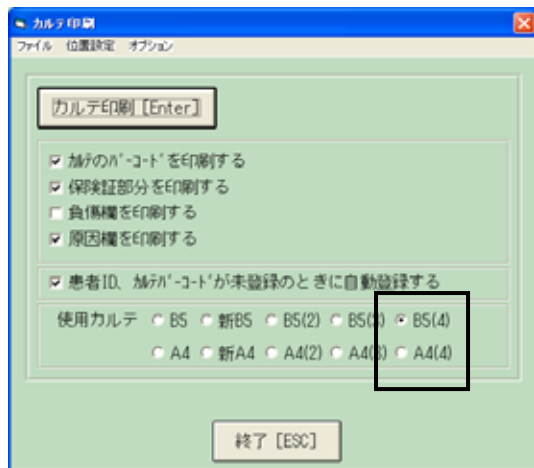 カルテ印刷
ファイル 位置設定 オプション
カルテ印刷 [Enter]
ｶﾙﾃのﾊﾞｰｺｰﾄﾞを印刷する
保険証部分を印刷する
負傷欄を印刷する
原因欄を印刷する
患者ID、ｶﾙﾃﾊﾞｰｺｰﾄﾞが未登録のときに自動登録する
使用カルテ B5 新B5 B5(2) B5(3) B5(4)
A4 新A4 A4(2) A4(3) A4(4)
終了 [ESC]